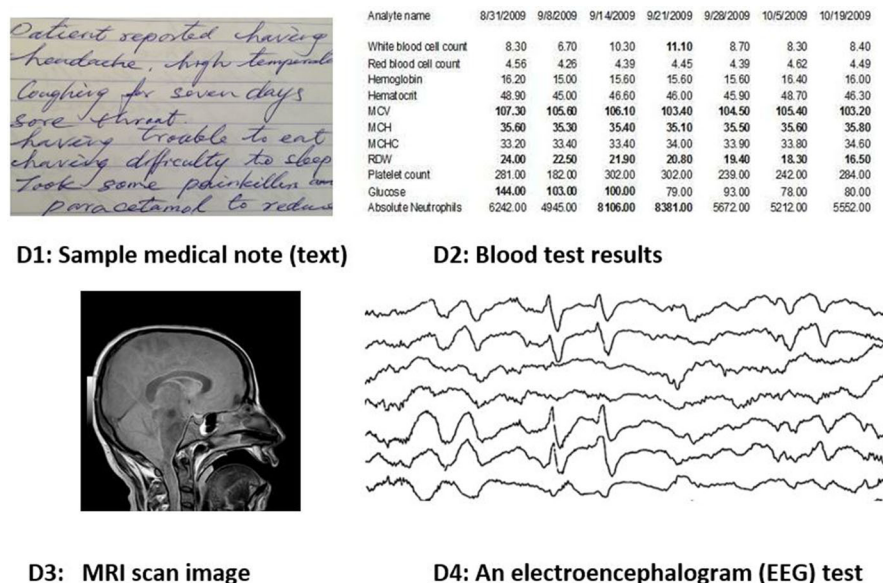 Patient reported having
headache, high temperate
Coughing for seven days
sore throat.
having trouble to eat
having difficulty to sleep
Took some painkiller an
paracetamol to reduce
D1: Sample medical note (text)
Analyte name 8/31/2009 9/8/2009 9/14/2009 9/21/2009 9/28/2009 10/5/2009 10/19/2009
White blood cell count 8.30 6.70 10.30 11.10 8.70 8.30 8.40
Red blood cell count 4.56 4.26 4.39 4.45 4.39 4.62 4.49
Hemoglobin 16.20 15.00 15.60 15.60 15.60 16.40 16.00
Hematocrit 48.90 45.00 46.60 46.00 45.90 48.70 46.30
MCV 107.30 105.60 106.10 103.40 104.50 105.40 103.20
MCH 35.60 35.30 35.40 35.10 35.50 35.60 35.80
MCHC 33.20 33.40 33.40 34.00 33.90 33.80 34.60
RDW 24.00 22.50 21.90 20.80 19.40 18.30 16.50
Platelet count 281.00 182.00 302.00 302.00 239.00 242.00 284.00
Glucose 144.00 103.00 100.00 79.00 93.00 78.00 80.00
Absolute Neutrophils 6242.00 4945.00 8106.00 8381.00 5672.00 5212.00 5552.00
D2: Blood test results
D3: MRI scan image
D4: An electroencephalogram (EEG) test